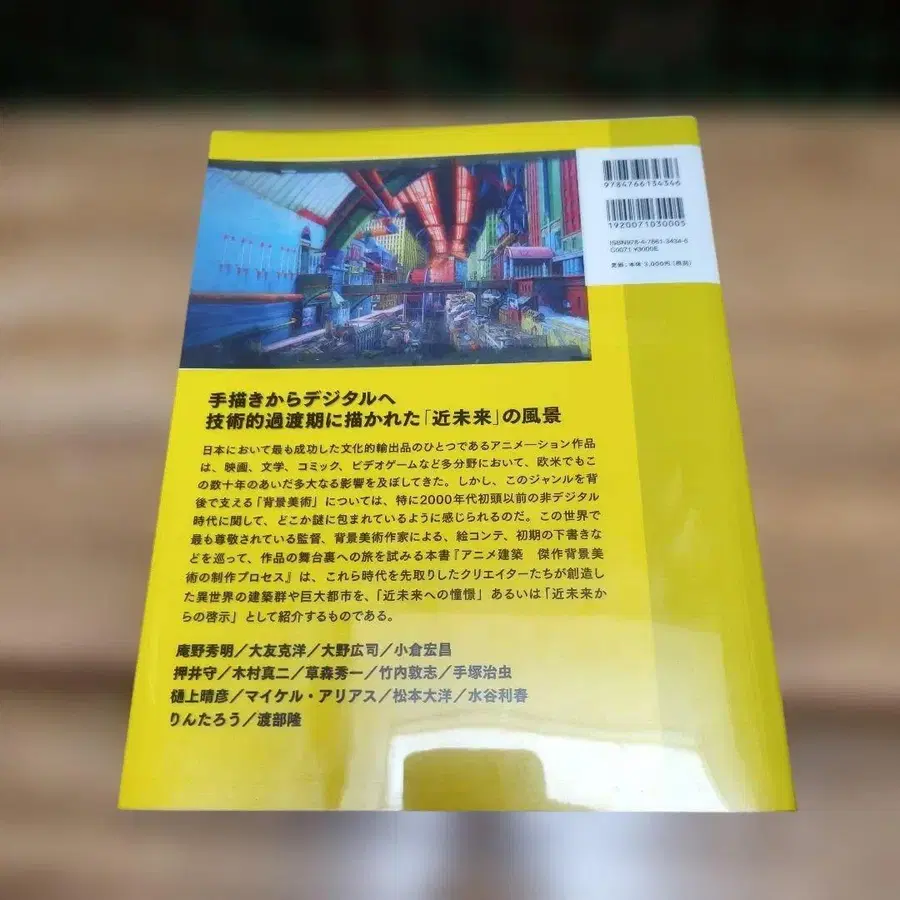 9784766134346
1920071030005
ISBN978-4-7661-3434-6
C0071 ¥3000E
定価:本体 3,000円(税別)
手描きからデジタルへ
技術的過渡期に描かれた「近未来」の風景
日本において最も成功した文化的輸出品のひとつであるアニメーション作品
は、映画、文学、コミック、ビデオゲームなど多分野において、欧米でもこ
の数十年のあいだ多大なる影響を及ぼしてきた。しかし、このジャンルを背
後で支える「背景美術」については、特に2000年代初頭以前の非デジタル
時代に関して、どこか謎に包まれているように感じられるのだ。この世界で
最も尊敬されている監督、背景美術作家による、絵コンテ、初期の下書きな
どを巡って、作品の舞台裏への旅を試みる本書『アニメ建築 傑作背景美
術の制作プロセス』は、これら時代を先取りしたクリエイターたちが創造し
た異世界の建築群や巨大都市を、「近未来への憧憬」あるいは「近未来か
らの啓示」として紹介するものである。
庵野秀明/大友克洋/大野広司/小倉宏昌
押井守/木村真二/草森秀一/竹内敦志/手塚治虫
樋上晴彦/マイケル・アリアス/松本大洋/水谷利春
りんたろう/渡部隆